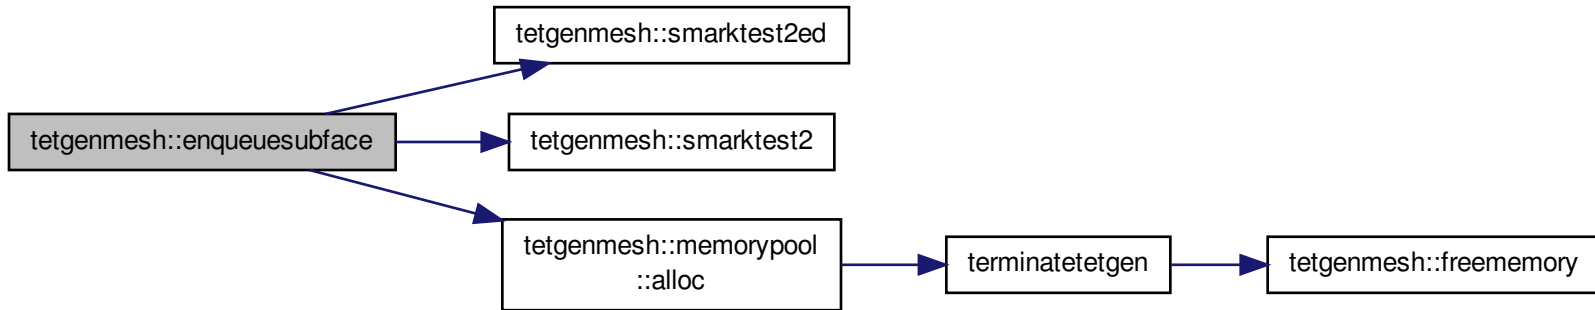 tetgenmesh::smarktest2ed
tetgenmesh::enqueuesubface
tetgenmesh::smarktest2
tetgenmesh::memorypool
::alloc
terminatetetgen
tetgenmesh::freememory